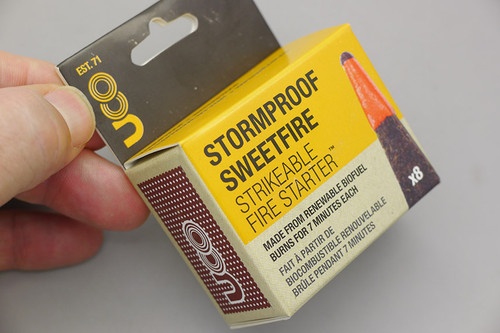 EST. 71
UCO
STORMPROOF
SWEETFIRE
STRIKEABLE
FIRE STARTER™
MADE FROM RENEWABLE BIOFUEL
BURNS FOR 7 MINUTES EACH
FAIT À PARTIR DE
BIOCOMBUSTIBLE RENOUVELABLE
BRÛLE PENDANT 7 MINUTES
x8
UCO